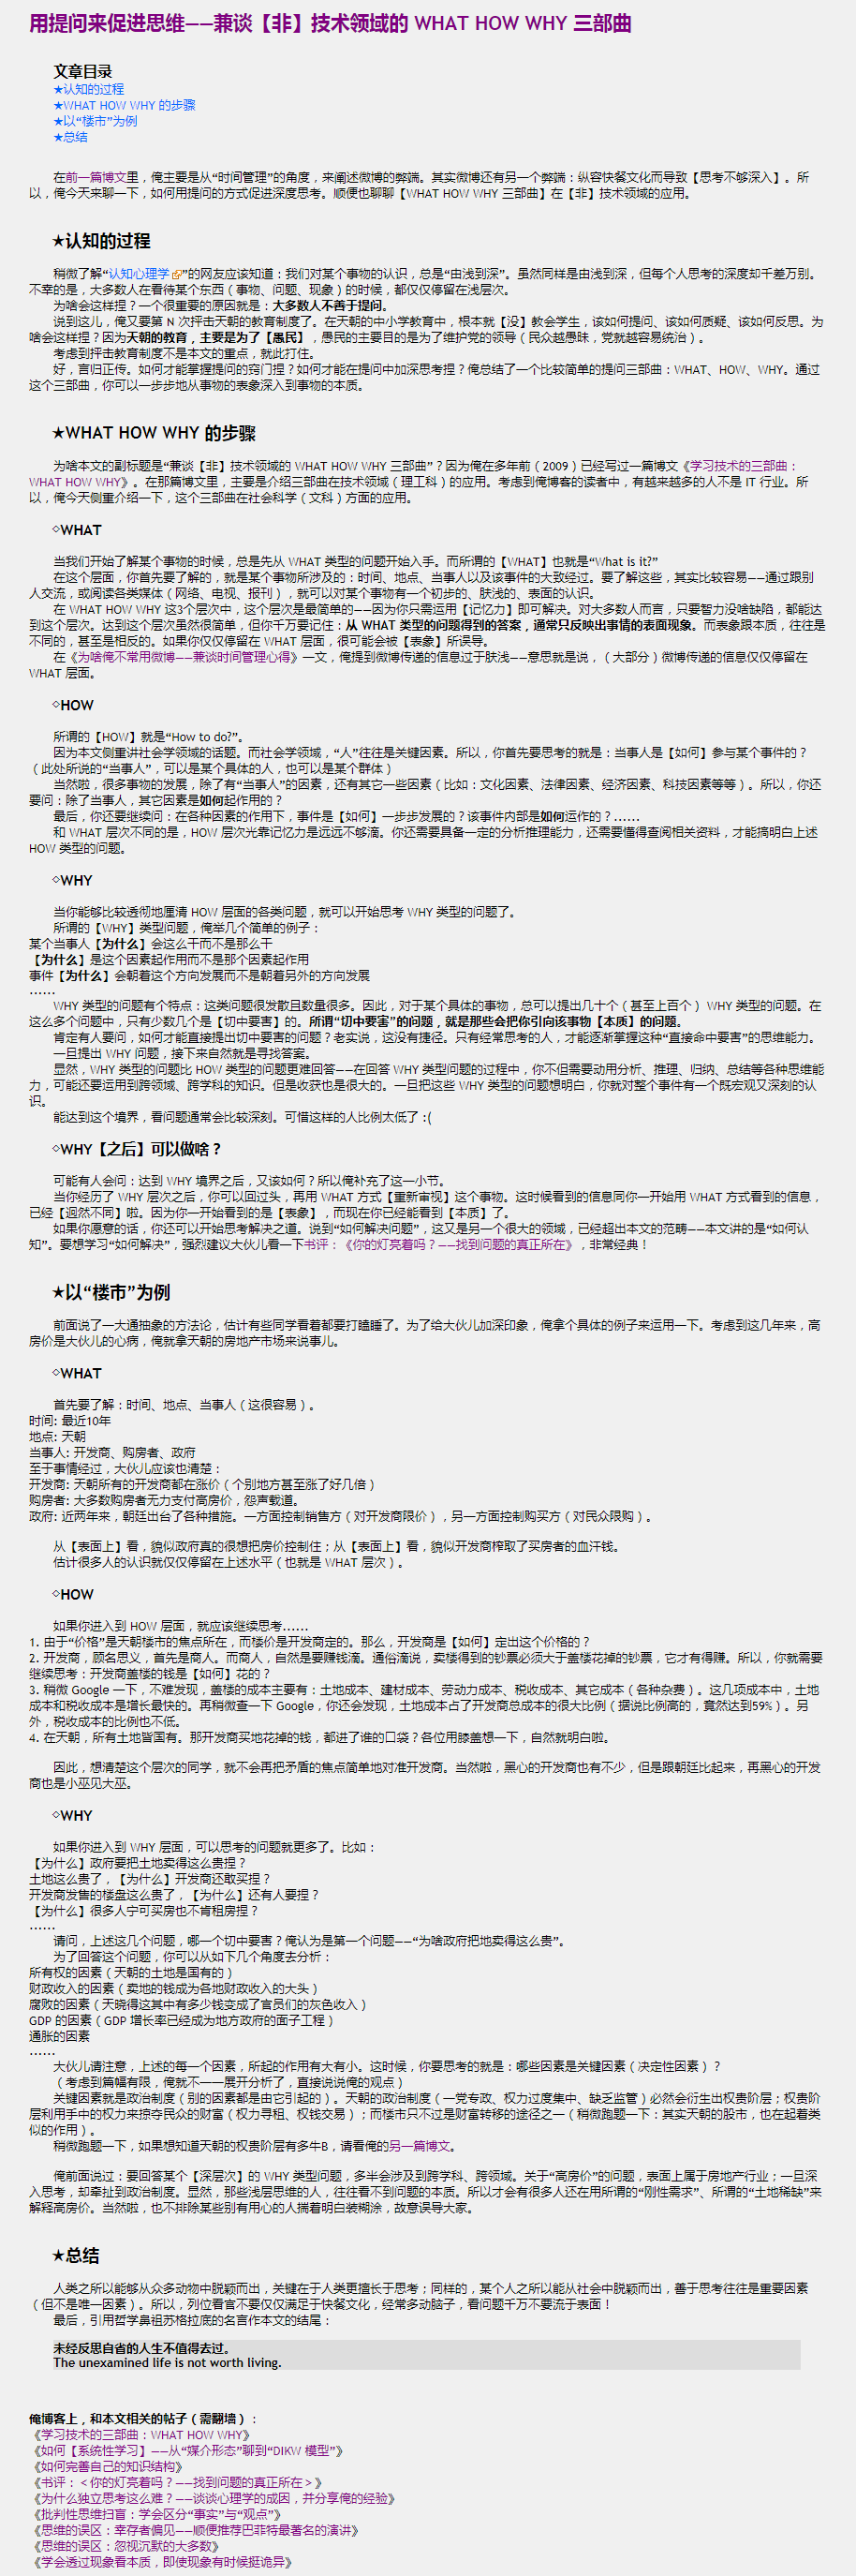 用提问来促进思维——兼谈【非】技术领域的 WHAT HOW WHY 三部曲
文章目录
★认知的过程
★WHAT HOW WHY 的步骤
★以“楼市”为例
★总结
在前一篇博文里，俺主要是从“时间管理”的角度，来阐述微博的弊端。其实微博还有另一个弊端：纵容快餐文化而导致【思考不够深入】。所
以，俺今天来聊一下，如何用提问的方式促进深度思考。顺便也聊聊【WHAT HOW WHY 三部曲】在【非】技术领域的应用。
★认知的过程
稍微了解“认知心理学”的网友应该知道：我们对某个事物的认识，总是“由浅到深”。虽然同样是由浅到深，但每个人思考的深度却千差万别。
不幸的是，大多数人在看待某个东西（事物、问题、现象）的时候，都仅仅停留在浅层次。
为啥会这样捏？一个很重要的原因就是：大多数人不善于提问。
说到这儿，俺又要第 N 次抨击天朝的教育制度了。在天朝的中小学教育中，根本就【没】教会学生，该如何提问、该如何质疑、该如何反思。为
啥会这样捏？因为天朝的教育，主要是为了【愚民】，愚民的主要目的是为了维护党的领导（民众越愚昧，党就越容易统治）。
考虑到抨击教育制度不是本文的重点，就此打住。
好，言归正传。如何才能掌握提问的窍门捏？如何才能在提问中加深思考捏？俺总结了一个比较简单的提问三部曲：WHAT、HOW、WHY。通过
这个三部曲，你可以一步步地从事物的表象深入到事物的本质。
★WHAT HOW WHY 的步骤
为啥本文的副标题是“兼谈【非】技术领域的 WHAT HOW WHY 三部曲”？因为俺在多年前（2009）已经写过一篇博文《学习技术的三部曲：
WHAT HOW WHY》。在那篇博文里，主要是介绍三部曲在技术领域（理工科）的应用。考虑到俺博客的读者中，有越来越多的人不是 IT 行业。所
以，俺今天侧重介绍一下，这个三部曲在社会科学（文科）方面的应用。
◇WHAT
当我们开始了解某个事物的时候，总是先从 WHAT 类型的问题开始入手。而所谓的【WHAT】也就是“What is it?”
在这个层面，你首先要了解的，就是某个事物所涉及的：时间、地点、当事人以及该事件的大致经过。要了解这些，其实比较容易——通过跟别
人交流，或阅读各类媒体（网络、电视、报刊），就可以对某个事物有一个初步的、肤浅的、表面的认识。
在 WHAT HOW WHY 这3个层次中，这个层次是最简单的——因为你只需运用【记忆力】即可解决。对大多数人而言，只要智力没啥缺陷，都能达
到这个层次。达到这个层次虽然很简单，但你千万要记住：从 WHAT 类型的问题得到的答案，通常只反映出事情的表面现象。而表象跟本质，往往是
不同的，甚至是相反的。如果你仅仅停留在 WHAT 层面，很可能会被【表象】所误导。
在《为啥俺不常用微博——兼谈时间管理心得》一文，俺提到微博传递的信息过于肤浅——意思就是说，（大部分）微博传递的信息仅仅停留在
WHAT 层面。
◇HOW
所谓的【HOW】就是“How to do?”。
因为本文侧重讲社会学领域的话题。而社会学领域，“人”往往是关键因素。所以，你首先要思考的就是：当事人是【如何】参与某个事件的？
（此处所说的“当事人”，可以是某个具体的人，也可以是某个群体）
当然啦，很多事物的发展，除了有“当事人”的因素，还有其它一些因素（比如：文化因素、法律因素、经济因素、科技因素等等）。所以，你还
要问：除了当事人，其它因素是如何起作用的？
最后，你还要继续问：在各种因素的作用下，事件是【如何】一步步发展的？该事件内部是如何运作的？……
和 WHAT 层次不同的是，HOW 层次光靠记忆力是远远不够滴。你还需要具备一定的分析推理能力，还需要懂得查阅相关资料，才能搞明白上述
HOW 类型的问题。
◇WHY
当你能够比较透彻地厘清 HOW 层面的各类问题，就可以开始思考 WHY 类型的问题了。
所谓的【WHY】类型问题，俺举几个简单的例子：
某个当事人【为什么】会这么干而不是那么干
【为什么】是这个因素起作用而不是那个因素起作用
事件【为什么】会朝着这个方向发展而不是朝着另外的方向发展
……
WHY 类型的问题有个特点：这类问题很发散且数量很多。因此，对于某个具体的事物，总可以提出几十个（甚至上百个） WHY 类型的问题。在
这么多个问题中，只有少数几个是【切中要害】的。所谓“切中要害”的问题，就是那些会把你引向该事物【本质】的问题。
肯定有人要问，如何才能直接提出切中要害的问题？老实说，这没有捷径。只有经常思考的人，才能逐渐掌握这种“直接命中要害”的思维能力。
一旦提出 WHY 问题，接下来自然就是寻找答案。
显然，WHY 类型的问题比 HOW 类型的问题更难回答——在回答 WHY 类型问题的过程中，你不但需要动用分析、推理、归纳、总结等各种思维能
力，可能还要运用到跨领域、跨学科的知识。但是收获也是很大的。一旦把这些 WHY 类型的问题想明白，你就对整个事件有一个既宏观又深刻的认
识。
能达到这个境界，看问题通常会比较深刻。可惜这样的人比例太低了 :(
◇WHY【之后】可以做啥？
可能有人会问：达到 WHY 境界之后，又该如何？所以俺补充了这一小节。
当你经历了 WHY 层次之后，你可以回过头，再用 WHAT 方式【重新审视】这个事物。这时候看到的信息同你一开始用 WHAT 方式看到的信息，
已经【迥然不同】啦。因为你一开始看到的是【表象】，而现在你已经能看到【本质】了。
如果你愿意的话，你还可以开始思考解决之道。说到“如何解决问题”，这又是另一个很大的领域，已经超出本文的范畴——本文讲的是“如何认
知”。要想学习“如何解决”，强烈建议大伙儿看一下书评：《你的灯亮着吗？——找到问题的真正所在》，非常经典！
★以“楼市”为例
前面说了一大通抽象的方法论，估计有些同学看着都要打瞌睡了。为了给大伙儿加深印象，俺拿个具体的例子来运用一下。考虑到这几年来，高
房价是大伙儿的心病，俺就拿天朝的房地产市场来说事儿。
◇WHAT
首先要了解：时间、地点、当事人（这很容易）。
时间: 最近10年
地点: 天朝
当事人: 开发商、购房者、政府
至于事情经过，大伙儿应该也清楚：
开发商: 天朝所有的开发商都在涨价（个别地方甚至涨了好几倍）
购房者: 大多数购房者无力支付高房价，怨声载道。
政府: 近两年来，朝廷出台了各种措施。一方面控制销售方（对开发商限价），另一方面控制购买方（对民众限购）。
从【表面上】看，貌似政府真的很想把房价控制住；从【表面上】看，貌似开发商榨取了买房者的血汗钱。
估计很多人的认识就仅仅停留在上述水平（也就是 WHAT 层次）。
◇HOW
如果你进入到 HOW 层面，就应该继续思考……
1. 由于“价格”是天朝楼市的焦点所在，而楼价是开发商定的。那么，开发商是【如何】定出这个价格的？
2. 开发商，顾名思义，首先是商人。而商人，自然是要赚钱滴。通俗滴说，卖楼得到的钞票必须大于盖楼花掉的钞票，它才有得赚。所以，你就需要
继续思考：开发商盖楼的钱是【如何】花的？
3. 稍微 Google 一下，不难发现，盖楼的成本主要有：土地成本、建材成本、劳动力成本、税收成本、其它成本（各种杂费）。这几项成本中，土地
成本和税收成本是增长最快的。再稍微查一下 Google，你还会发现，土地成本占了开发商总成本的很大比例（据说比例高的，竟然达到59%）。另
外，税收成本的比例也不低。
4. 在天朝，所有土地皆国有。那开发商买地花掉的钱，都进了谁的口袋？各位用膝盖想一下，自然就明白啦。
因此，想清楚这个层次的同学，就不会再把矛盾的焦点简单地对准开发商。当然啦，黑心的开发商也有不少，但是跟朝廷比起来，再黑心的开发
商也是小巫见大巫。
◇WHY
如果你进入到 WHY 层面，可以思考的问题就更多了。比如：
【为什么】政府要把土地卖得这么贵捏？
土地这么贵了，【为什么】开发商还敢买捏？
开发商发售的楼盘这么贵了，【为什么】还有人要捏？
【为什么】很多人宁可买房也不肯租房捏？
……
请问，上述这几个问题，哪一个切中要害？俺认为是第一个问题——“为啥政府把地卖得这么贵”。
为了回答这个问题，你可以从如下几个角度去分析：
所有权的因素（天朝的土地是国有的）
财政收入的因素（卖地的钱成为各地财政收入的大头）
腐败的因素（天晓得这其中有多少钱变成了官员们的灰色收入）
GDP 的因素（GDP 增长率已经成为地方政府的面子工程）
通胀的因素
……
大伙儿请注意，上述的每一个因素，所起的作用有大有小。这时候，你要思考的就是：哪些因素是关键因素（决定性因素）？
（考虑到篇幅有限，俺就不一一展开分析了，直接说说俺的观点）
关键因素就是政治制度（别的因素都是由它引起的）。天朝的政治制度（一党专政、权力过度集中、缺乏监管）必然会衍生出权贵阶层；权贵阶
层利用手中的权力来掠夺民众的财富（权力寻租、权钱交易）；而楼市只不过是财富转移的途径之一（稍微跑题一下：其实天朝的股市，也在起着类
似的作用）。
稍微跑题一下，如果想知道天朝的权贵阶层有多牛B，请看俺的另一篇博文。
俺前面说过：要回答某个【深层次】的 WHY 类型问题，多半会涉及到跨学科、跨领域。关于“高房价”的问题，表面上属于房地产行业；一旦深
入思考，却牵扯到政治制度。显然，那些浅层思维的人，往往看不到问题的本质。所以才会有很多人还在用所谓的“刚性需求”、所谓的“土地稀缺”来
解释高房价。当然啦，也不排除某些别有用心的人揣着明白装糊涂，故意误导大家。
★总结
人类之所以能够从众多动物中脱颖而出，关键在于人类更擅长于思考；同样的，某个人之所以能从社会中脱颖而出，善于思考往往是重要因素
（但不是唯一因素）。所以，列位看官不要仅仅满足于快餐文化，经常多动脑子，看问题千万不要流于表面！
最后，引用哲学鼻祖苏格拉底的名言作本文的结尾：
未经反思自省的人生不值得去过。
The unexamined life is not worth living.
俺博客上，和本文相关的帖子（需翻墙）：
《学习技术的三部曲：WHAT HOW WHY》
《如何【系统性学习】——从“媒介形态”聊到“DIKW 模型”》
《如何完善自己的知识结构》
《书评：＜你的灯亮着吗？——找到问题的真正所在＞》
《为什么独立思考这么难？——谈谈心理学的成因，并分享俺的经验》
《批判性思维扫盲：学会区分“事实”与“观点”》
《思维的误区：幸存者偏见——顺便推荐巴菲特最著名的演讲》
《思维的误区：忽视沉默的大多数》
《学会透过现象看本质，即使现象有时候挺诡异》